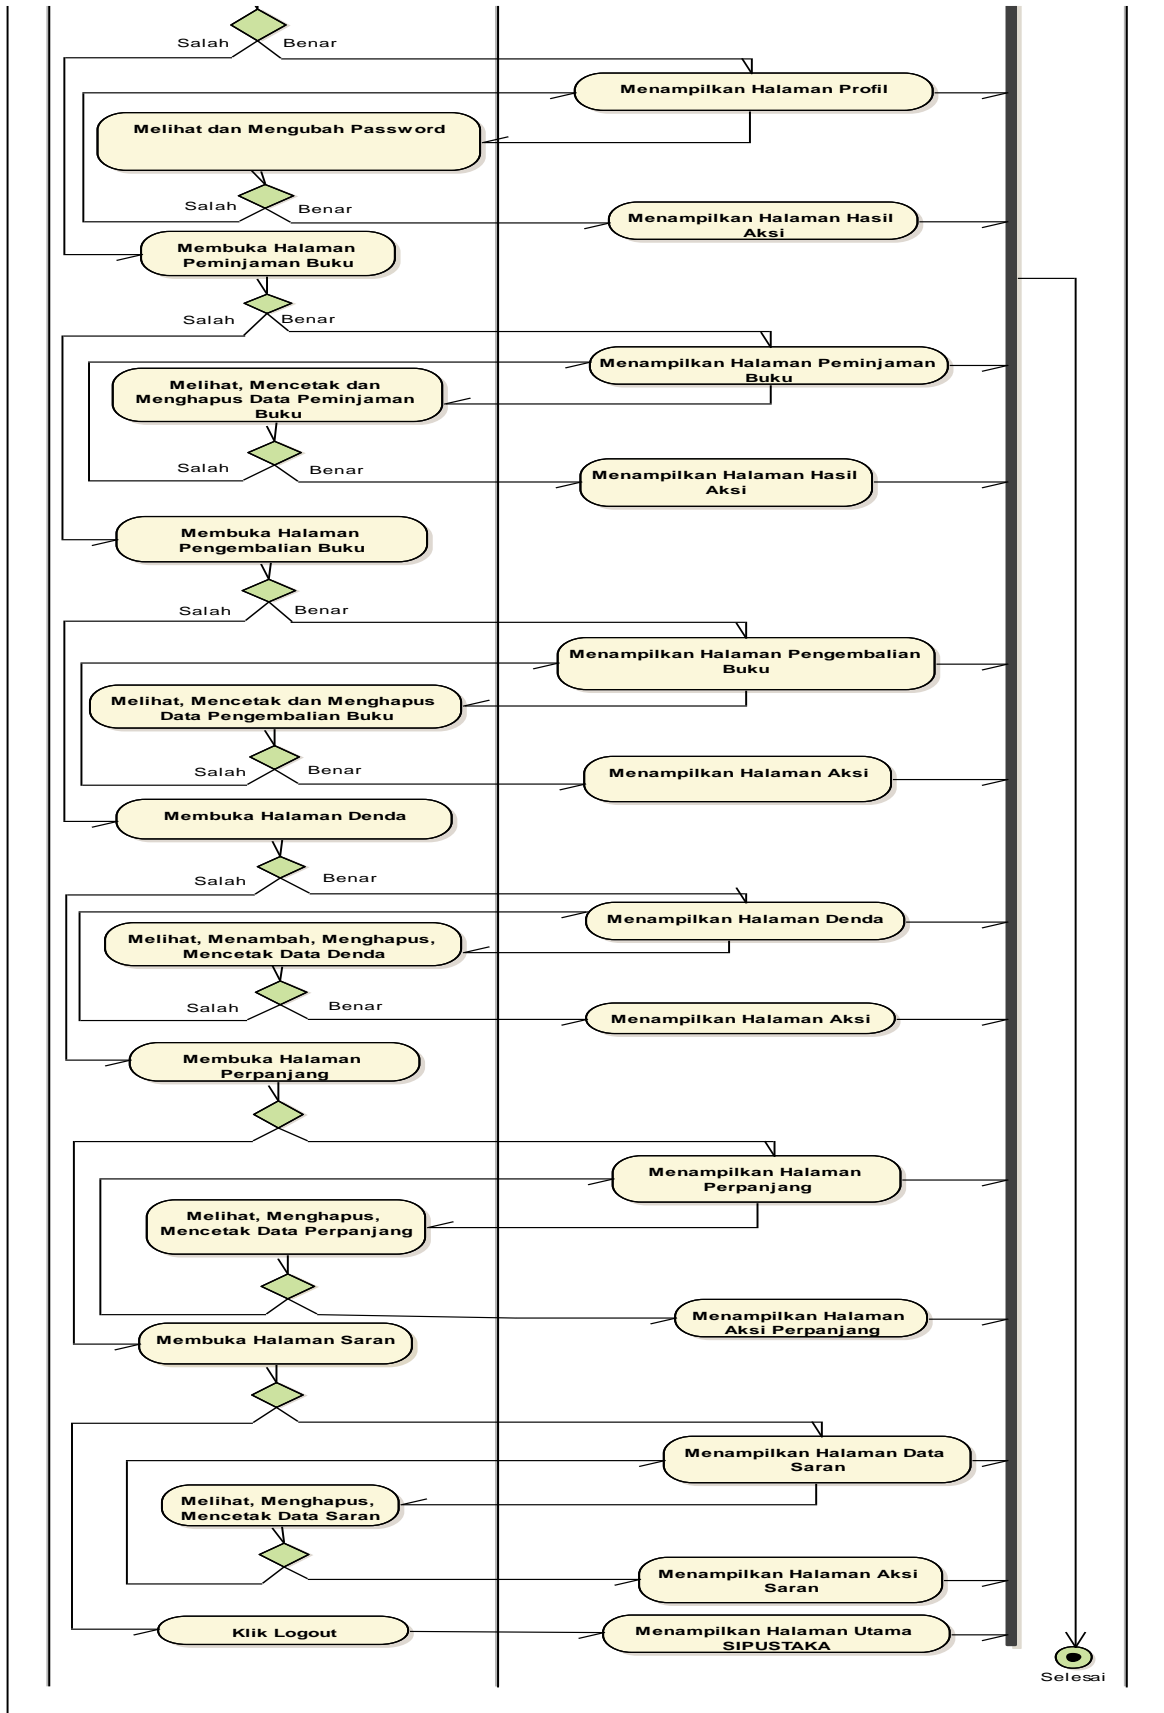 Salah
Benar
Menampilkan Halaman Profil
Melihat dan Mengubah Password
Salah
Benar
Menampilkan Halaman Hasil
Aksi
Membuka Halaman
Peminjaman Buku
Salah
Benar
Menampilkan Halaman Peminjaman
Buku
Melihat, Mencetak dan
Menghapus Data Peminjaman
Buku
Salah
Benar
Menampilkan Halaman Hasil
Aksi
Membuka Halaman
Pengembalian Buku
Salah
Benar
Menampilkan Halaman Pengembalian
Buku
Melihat, Mencetak dan Menghapus
Data Pengembalian Buku
Salah
Benar
Menampilkan Halaman Aksi
Membuka Halaman Denda
Salah
Benar
Menampilkan Halaman Denda
Melihat, Menambah, Menghapus,
Mencetak Data Denda
Salah
Benar
Menampilkan Halaman Aksi
Membuka Halaman
Perpanjang
Menampilkan Halaman
Perpanjang
Melihat, Menghapus,
Mencetak Data Perpanjang
Menampilkan Halaman
Aksi Perpanjang
Membuka Halaman Saran
Menampilkan Halaman Data
Saran
Melihat, Menghapus,
Mencetak Data Saran
Menampilkan Halaman Aksi
Saran
Klik Logout
Menampilkan Halaman Utama
SIPUSTAKA
Selesai